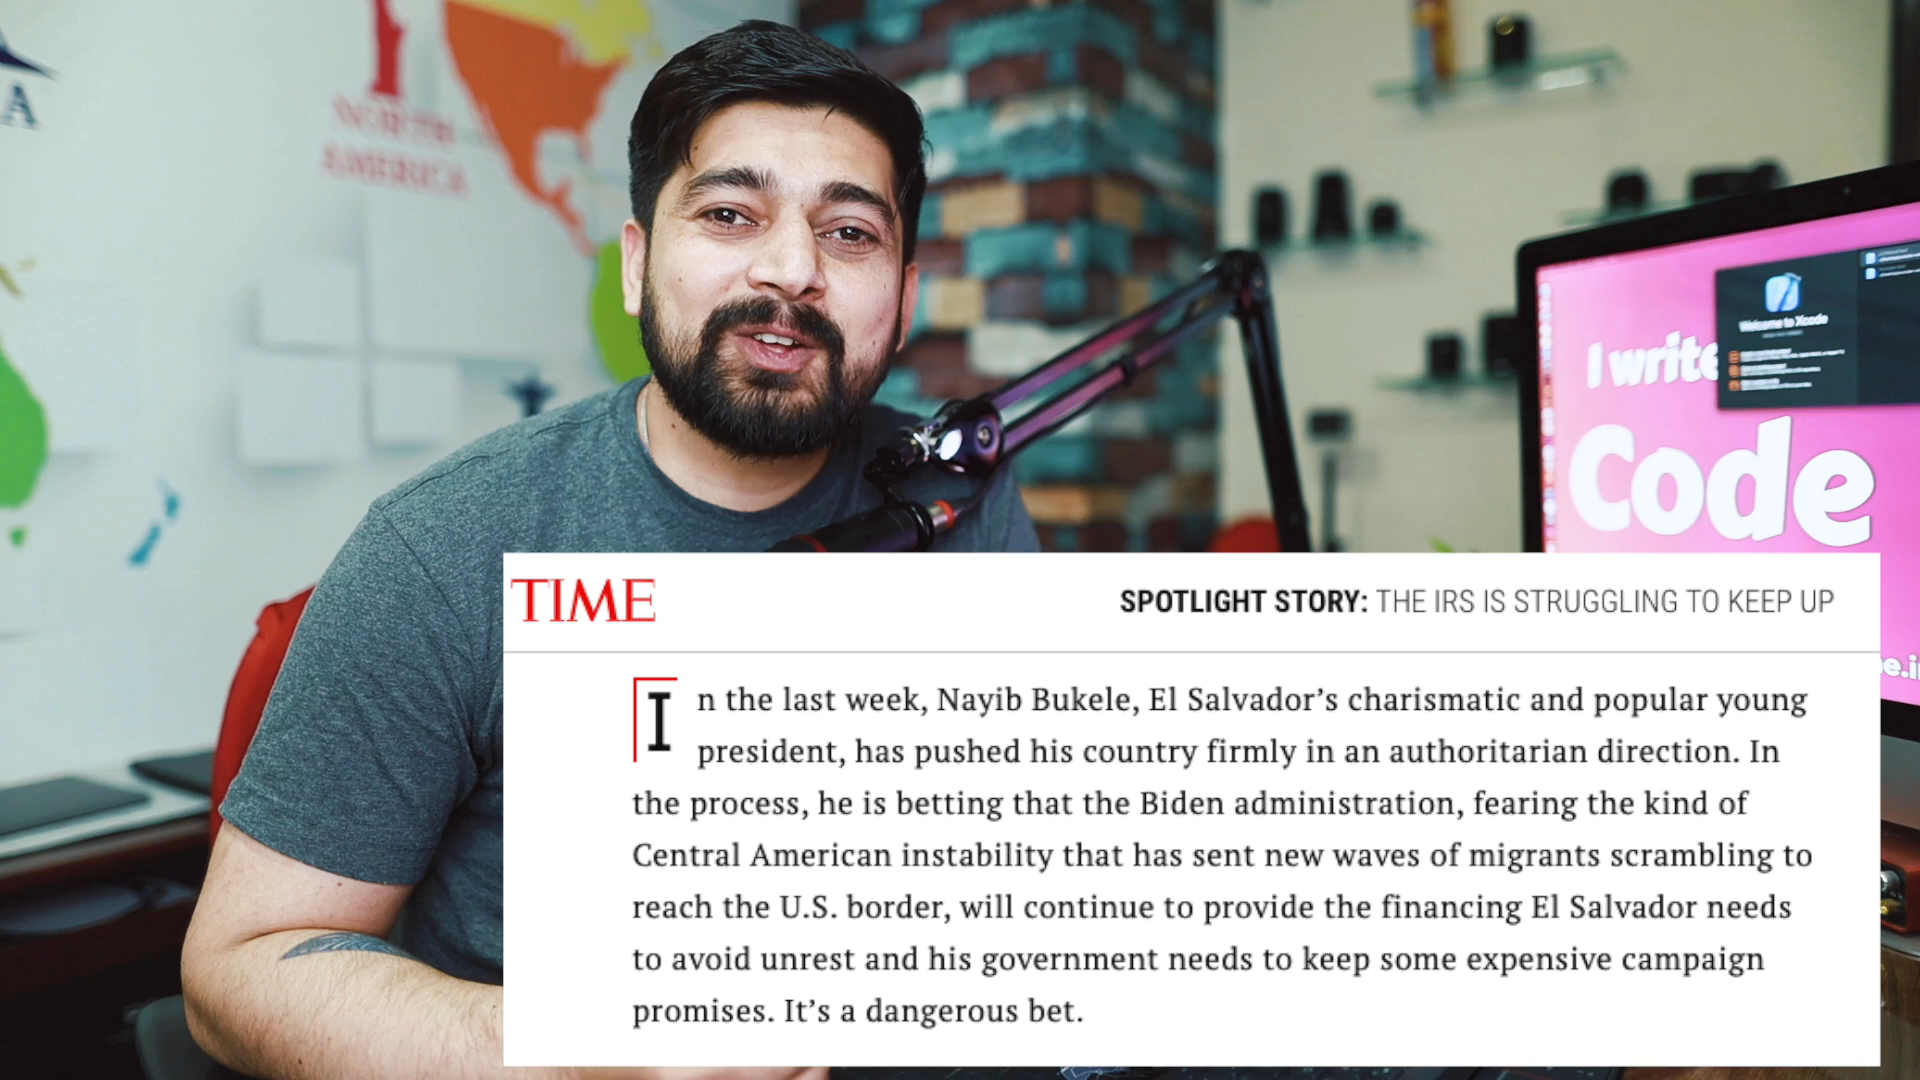 A
NORTH
AMERICA
Welcome to Xcode
I write
Code
TIME
SPOTLIGHT STORY: THE IRS IS STRUGGLING TO KEEP UP
In the last week, Nayib Bukele, El Salvador’s charismatic and popular young
president, has pushed his country firmly in an authoritarian direction. In
the process, he is betting that the Biden administration, fearing the kind of
Central American instability that has sent new waves of migrants scrambling to
reach the U.S. border, will continue to provide the financing El Salvador needs
to avoid unrest and his government needs to keep some expensive campaign
promises. It’s a dangerous bet.